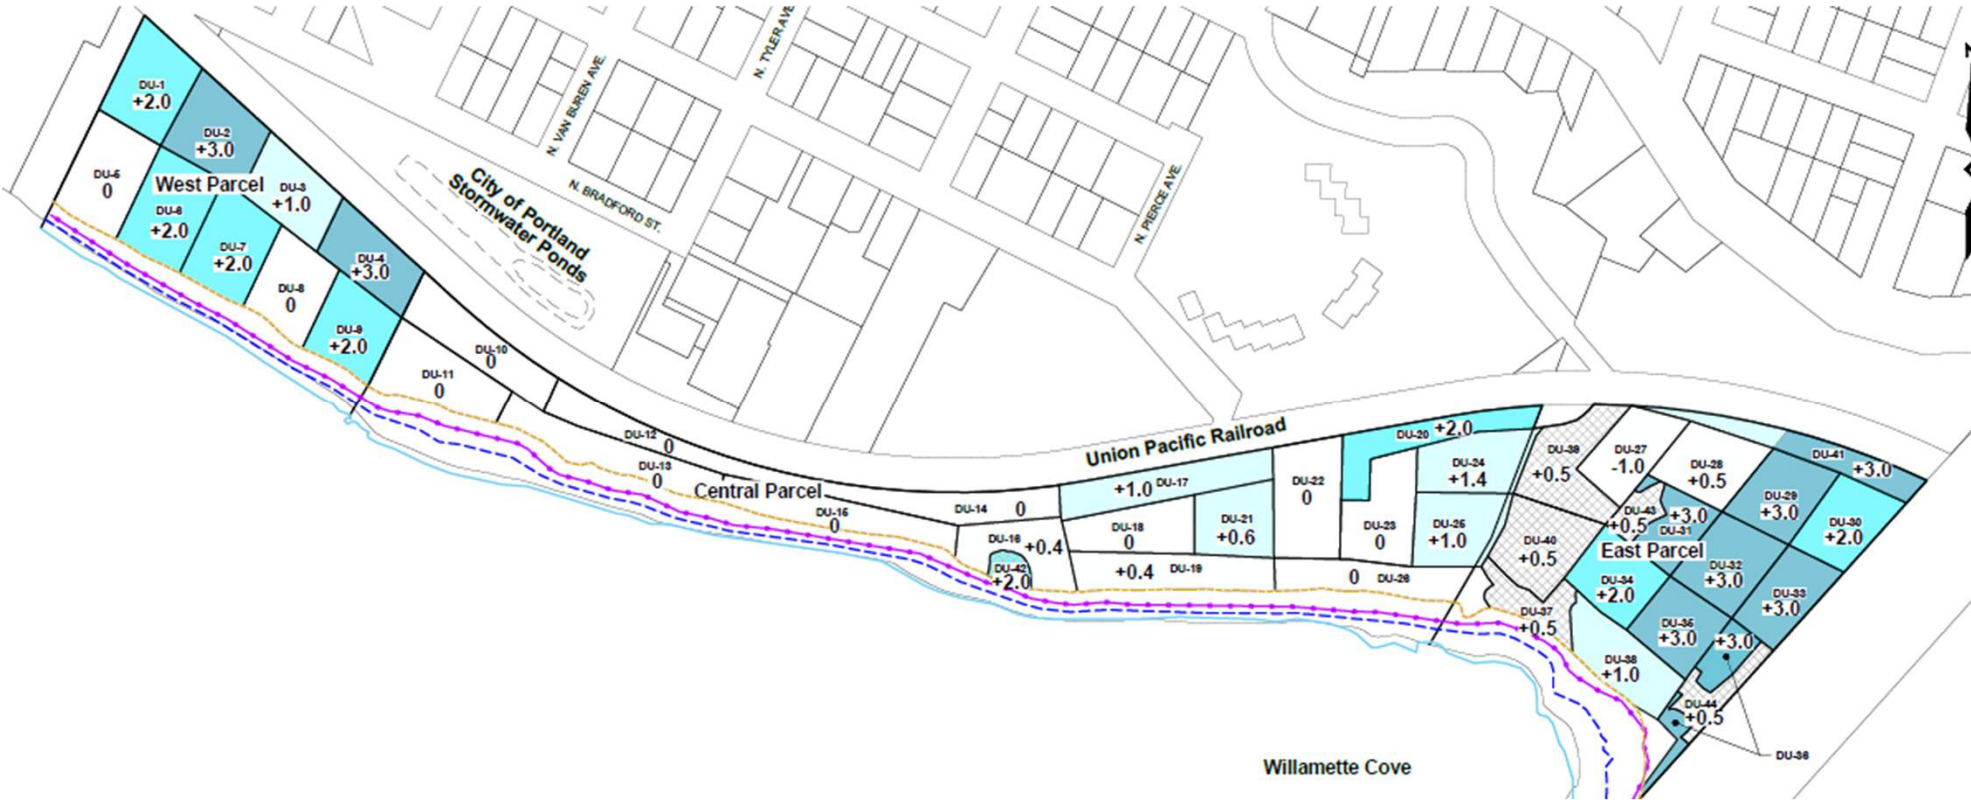 N. TYLER AVE.
N. VAN BUREN AVE.
N. BRADFORD ST.
N. PIERCE AVE.
City of Portland
Stormwater Ponds
DU-1
+2.0
DU-2
+3.0
West Parcel
DU-3
+1.0
DU-4
+3.0
DU-5
0
DU-6
+2.0
DU-7
+2.0
DU-8
0
DU-9
+2.0
DU-10
0
DU-11
0
DU-12
0
DU-13
0
Central Parcel
DU-15
0
DU-14 0
DU-16
+0.4
DU-42
+2.0
Union Pacific Railroad
+1.0 DU-17
DU-18
0
+0.4 DU-19
DU-21
+0.6
DU-22
0
DU-20 +2.0
DU-23
0
DU-24
+1.4
DU-25
+1.0
0 DU-26
DU-39
+0.5
DU-27
-1.0
DU-28
+0.5
DU-41
+3.0
DU-29
+3.0
DU-30
+2.0
DU-43
+0.5
+3.0
DU-31
East Parcel
DU-40
+0.5
DU-32
+3.0
DU-33
+3.0
DU-34
+2.0
DU-35
+3.0
+3.0
DU-37
+0.5
DU-38
+1.0
DU-44
+0.5
DU-36
Willamette Cove